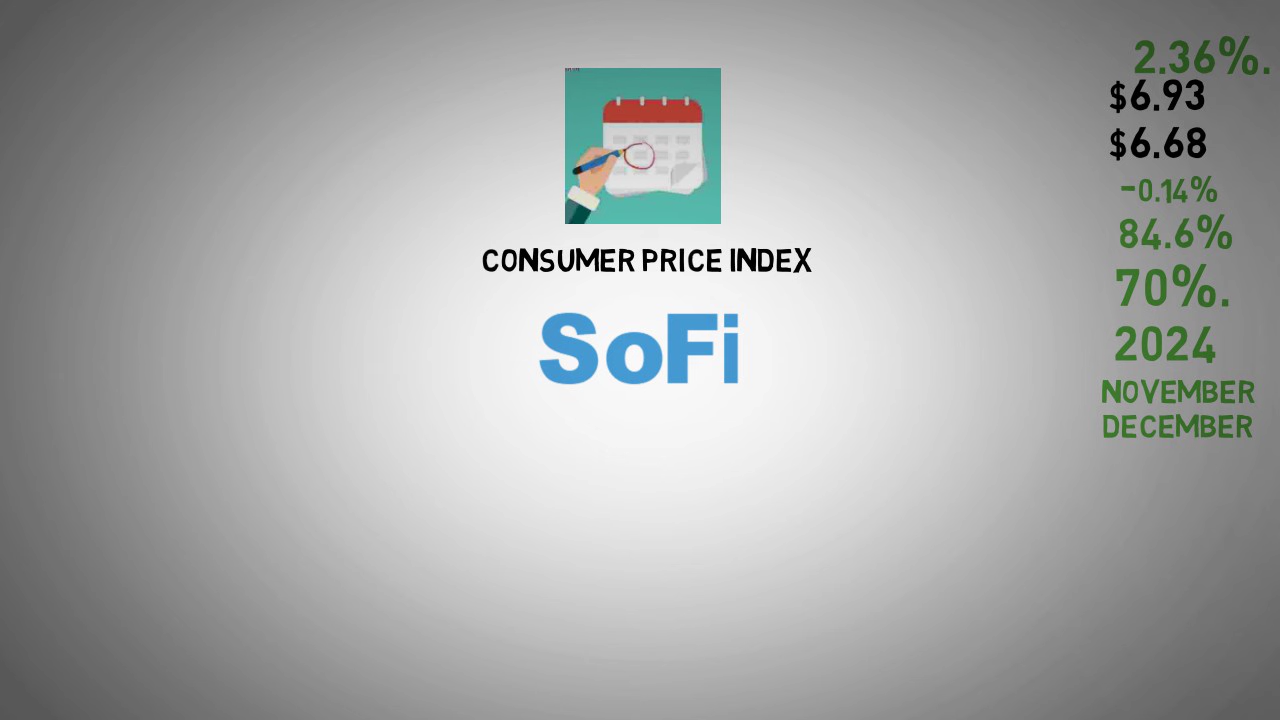 CONSUMER PRICE INDEX
SoFi
2.36%.
$6.93
$6.68
-0.14%
84.6%
70%.
2024
NOVEMBER
DECEMBER